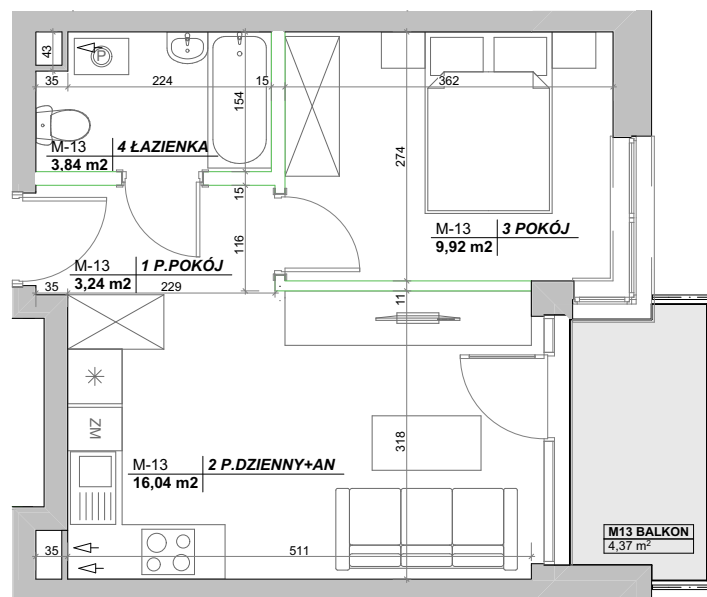 43
35
224
15
362
P
154
M-13 4 ŁAZIENKA
3,84 m2
274
15
116
M-13 3 POKÓJ
9,92 m2
M-13 1 P.POKÓJ
3,24 m2
35
229
11
ZM
318
M-13 2 P.DZIENNY+AN
16,04 m2
35
511
M13 BALKON
4,37 m²